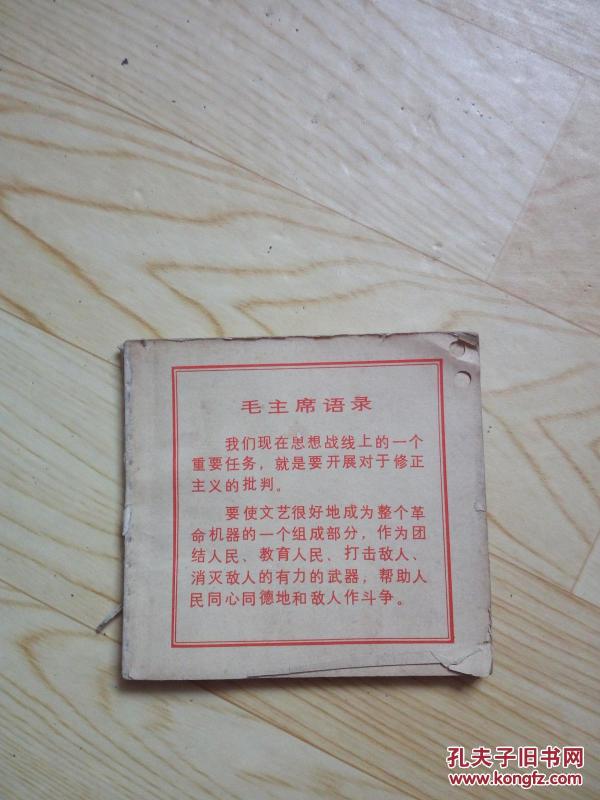 毛主席语录
我们现在思想战线上的一个
重要任务，就是要开展对于修正
主义的批判。
要使文艺很好地成为整个革
命机器的一个组成部分，作为团
结人民、教育人民、打击敌人、
消灭敌人的有力的武器，帮助人
民同心同德地和敌人作斗争。
孔夫子旧书网
www.kongfz.com